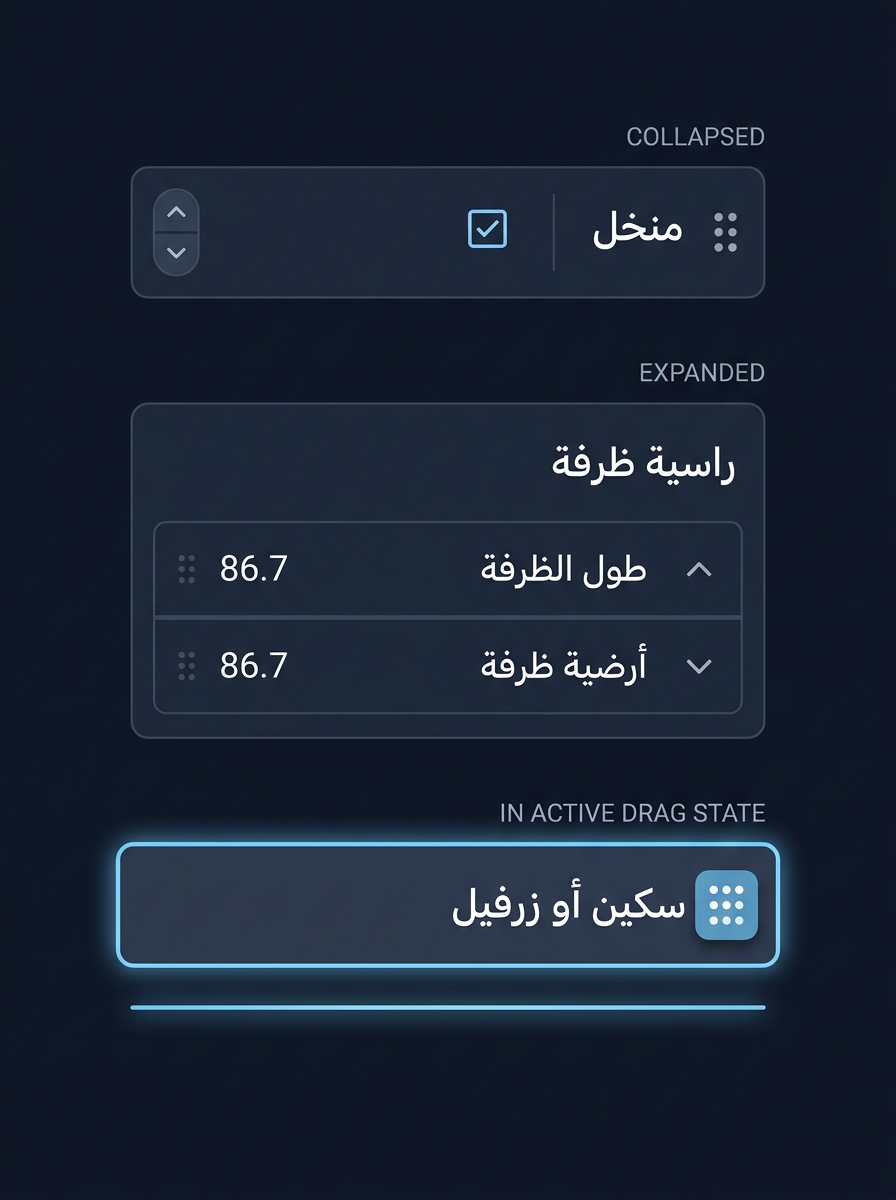 COLLAPSED
منخل
EXPANDED
راسية ظرفة
طول الظرفة 86.7
أرضية ظرفة 86.7
IN ACTIVE DRAG STATE
سكين أو زرفيل